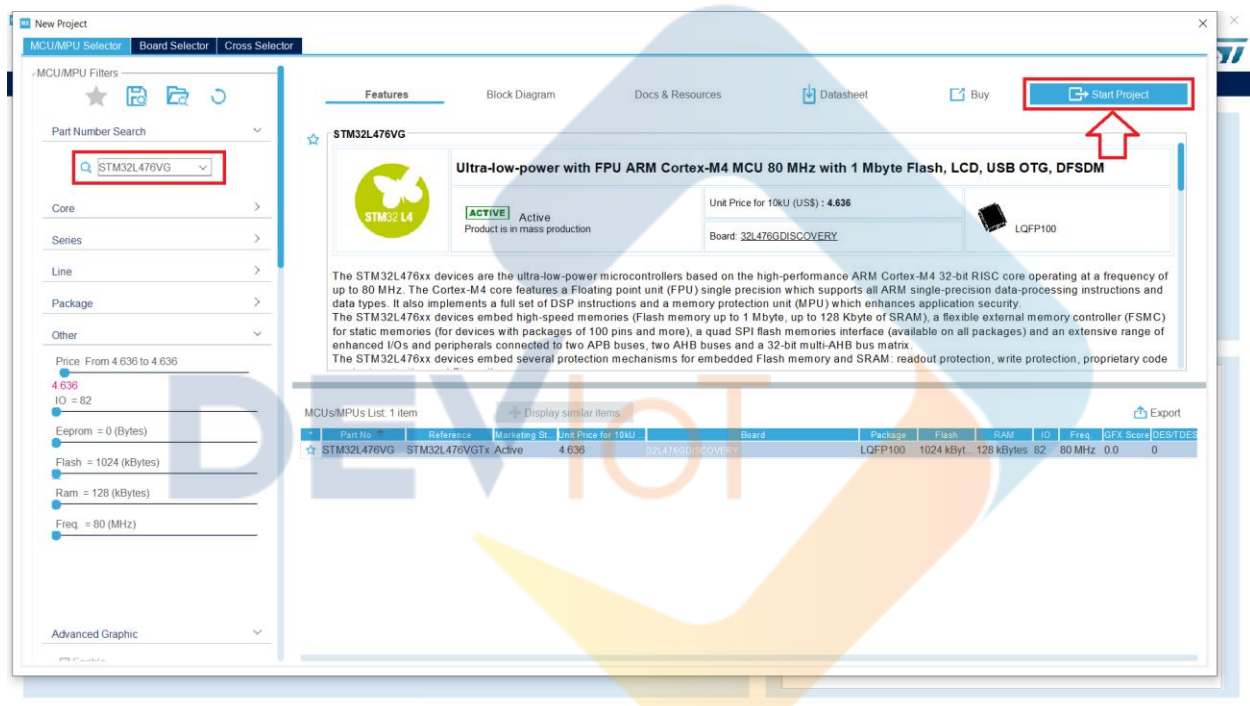 New Project
MCU/MPU Selector Board Selector Cross Selector
MCU/MPU Filters
Part Number Search
STM32L476VG
Core
Series
Line
Package
Other
Price From 4.636 to 4.636
4.636
IO = 82
Eeprom = 0 (Bytes)
Flash = 1024 (kBytes)
Ram = 128 (kBytes)
Freq. = 80 (MHz)
Advanced Graphic
Features Block Diagram Docs & Resources Datasheet Buy Start Project
STM32L476VG
STM32 L4
Ultra-low-power with FPU ARM Cortex-M4 MCU 80 MHz with 1 Mbyte Flash, LCD, USB OTG, DFSDM
ACTIVE Active
Product is in mass production
Unit Price for 10kU (US$) : 4.636
Board: 32L476GDISCOVERY
LQFP100
The STM32L476xx devices are the ultra-low-power microcontrollers based on the high-performance ARM Cortex-M4 32-bit RISC core operating at a frequency of
up to 80 MHz. The Cortex-M4 core features a Floating point unit (FPU) single precision which supports all ARM single-precision data-processing instructions and
data types. It also implements a full set of DSP instructions and a memory protection unit (MPU) which enhances application security.
The STM32L476xx devices embed high-speed memories (Flash memory up to 1 Mbyte, up to 128 Kbyte of SRAM), a flexible external memory controller (FSMC)
for static memories (for devices with packages of 100 pins and more), a quad SPI flash memories interface (available on all packages) and an extensive range of
enhanced I/Os and peripherals connected to two APB buses, two AHB buses and a 32-bit multi-AHB bus matrix.
The STM32L476xx devices embed several protection mechanisms for embedded Flash memory and SRAM: readout protection, write protection, proprietary code
MCUs/MPUs List: 1 item Display similar items Export
* Part No Reference Marketing St... Unit Price for 10kU ... Board Package Flash RAM IO Freq. GFX Score DES/TDES
STM32L476VG STM32L476VGTx Active 4.636 32L476GDISCOVERY LQFP100 1024 kByt... 128 kBytes 82 80 MHz 0.0 0
DEVIOT